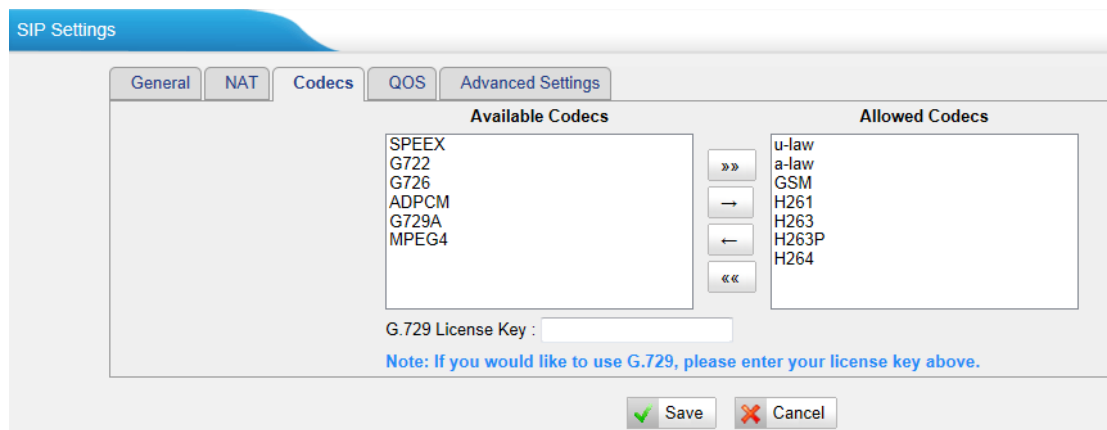 SIP Settings
General NAT Codecs QOS Advanced Settings
Available Codecs
SPEEX
G722
G726
ADPCM
G729A
MPEG4
»»
→
←
««
Allowed Codecs
u-law
a-law
GSM
H261
H263
H263P
H264
G.729 License Key :
Note: If you would like to use G.729, please enter your license key above.
Save Cancel